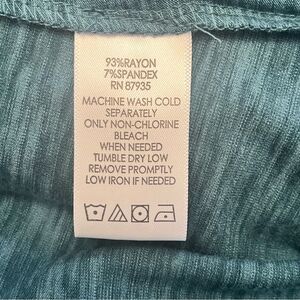 93%RAYON
7%SPANDEX
RN 87935
MACHINE WASH COLD
SEPARATELY
ONLY NON-CHLORINE
BLEACH
WHEN NEEDED
TUMBLE DRY LOW
REMOVE PROMPTLY
LOW IRON IF NEEDED